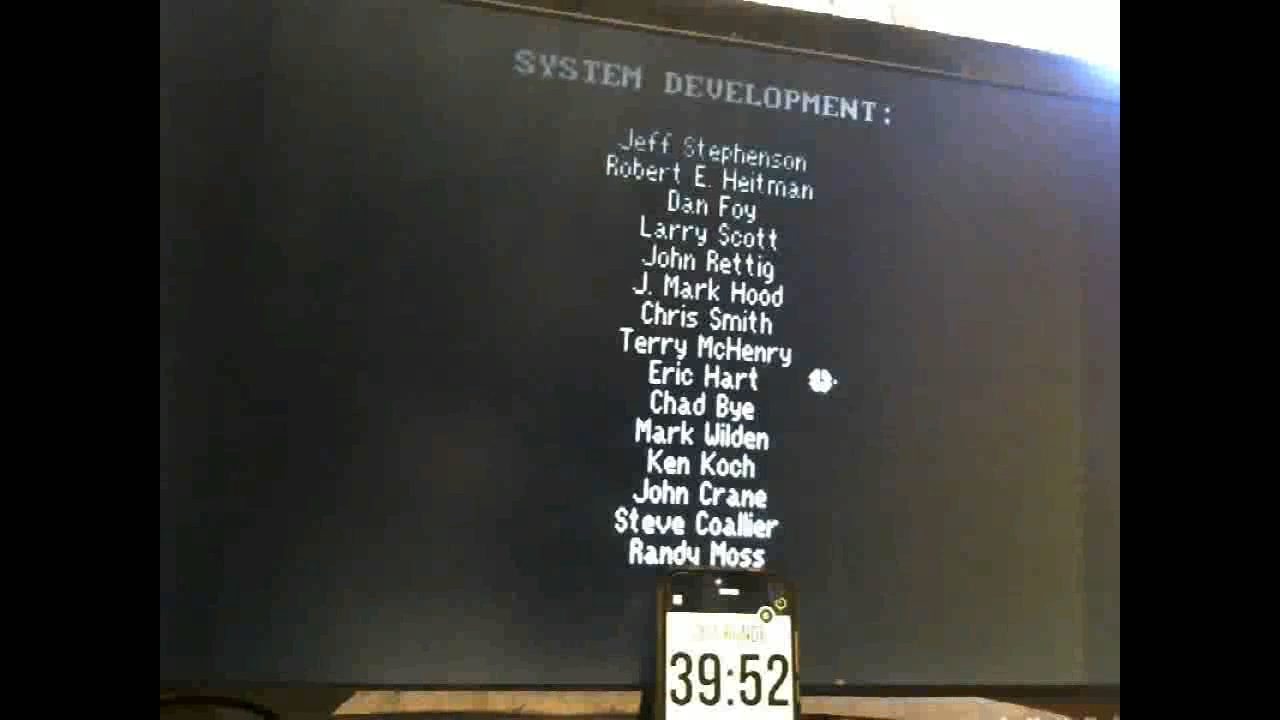 SYSTEM DEVELOPMENT:
Jeff Stephenson
Robert E. Heitman
Dan Foy
Larry Scott
John Rettig
J. Mark Hood
Chris Smith
Terry McHenry
Eric Hart
Chad Bye
Mark Wilden
Ken Koch
John Crane
Steve Coallier
Randy Moss
39:52